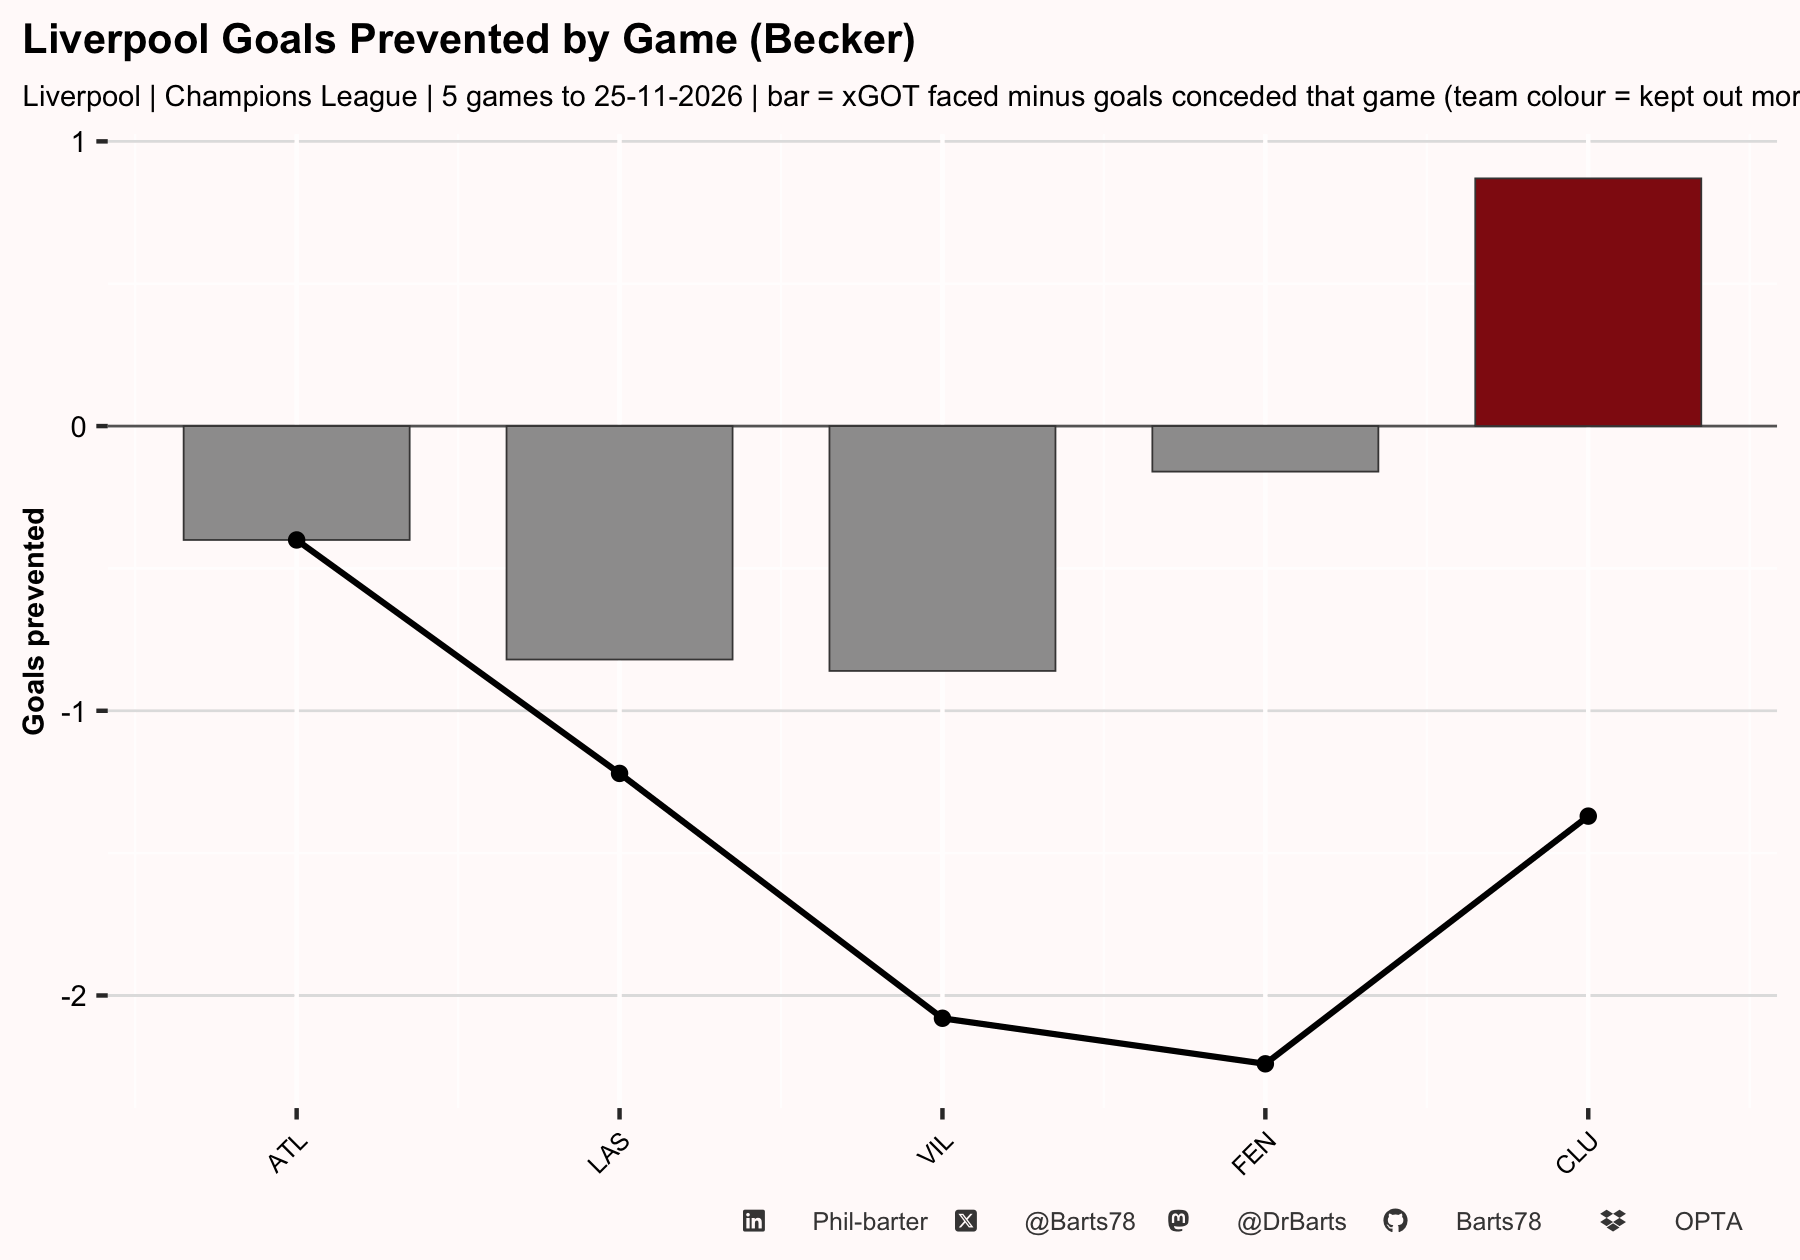 Liverpool Goals Prevented by Game (Becker)
Liverpool | Champions League | 5 games to 25-11-2026 | bar = xGOT faced minus goals conceded that game (team colour = kept out mor
1
0
-1
-2
Goals prevented
ATL
LAS
VIL
FEN
CLU
Phil-barter @Barts78 @DrBarts Barts78 OPTA